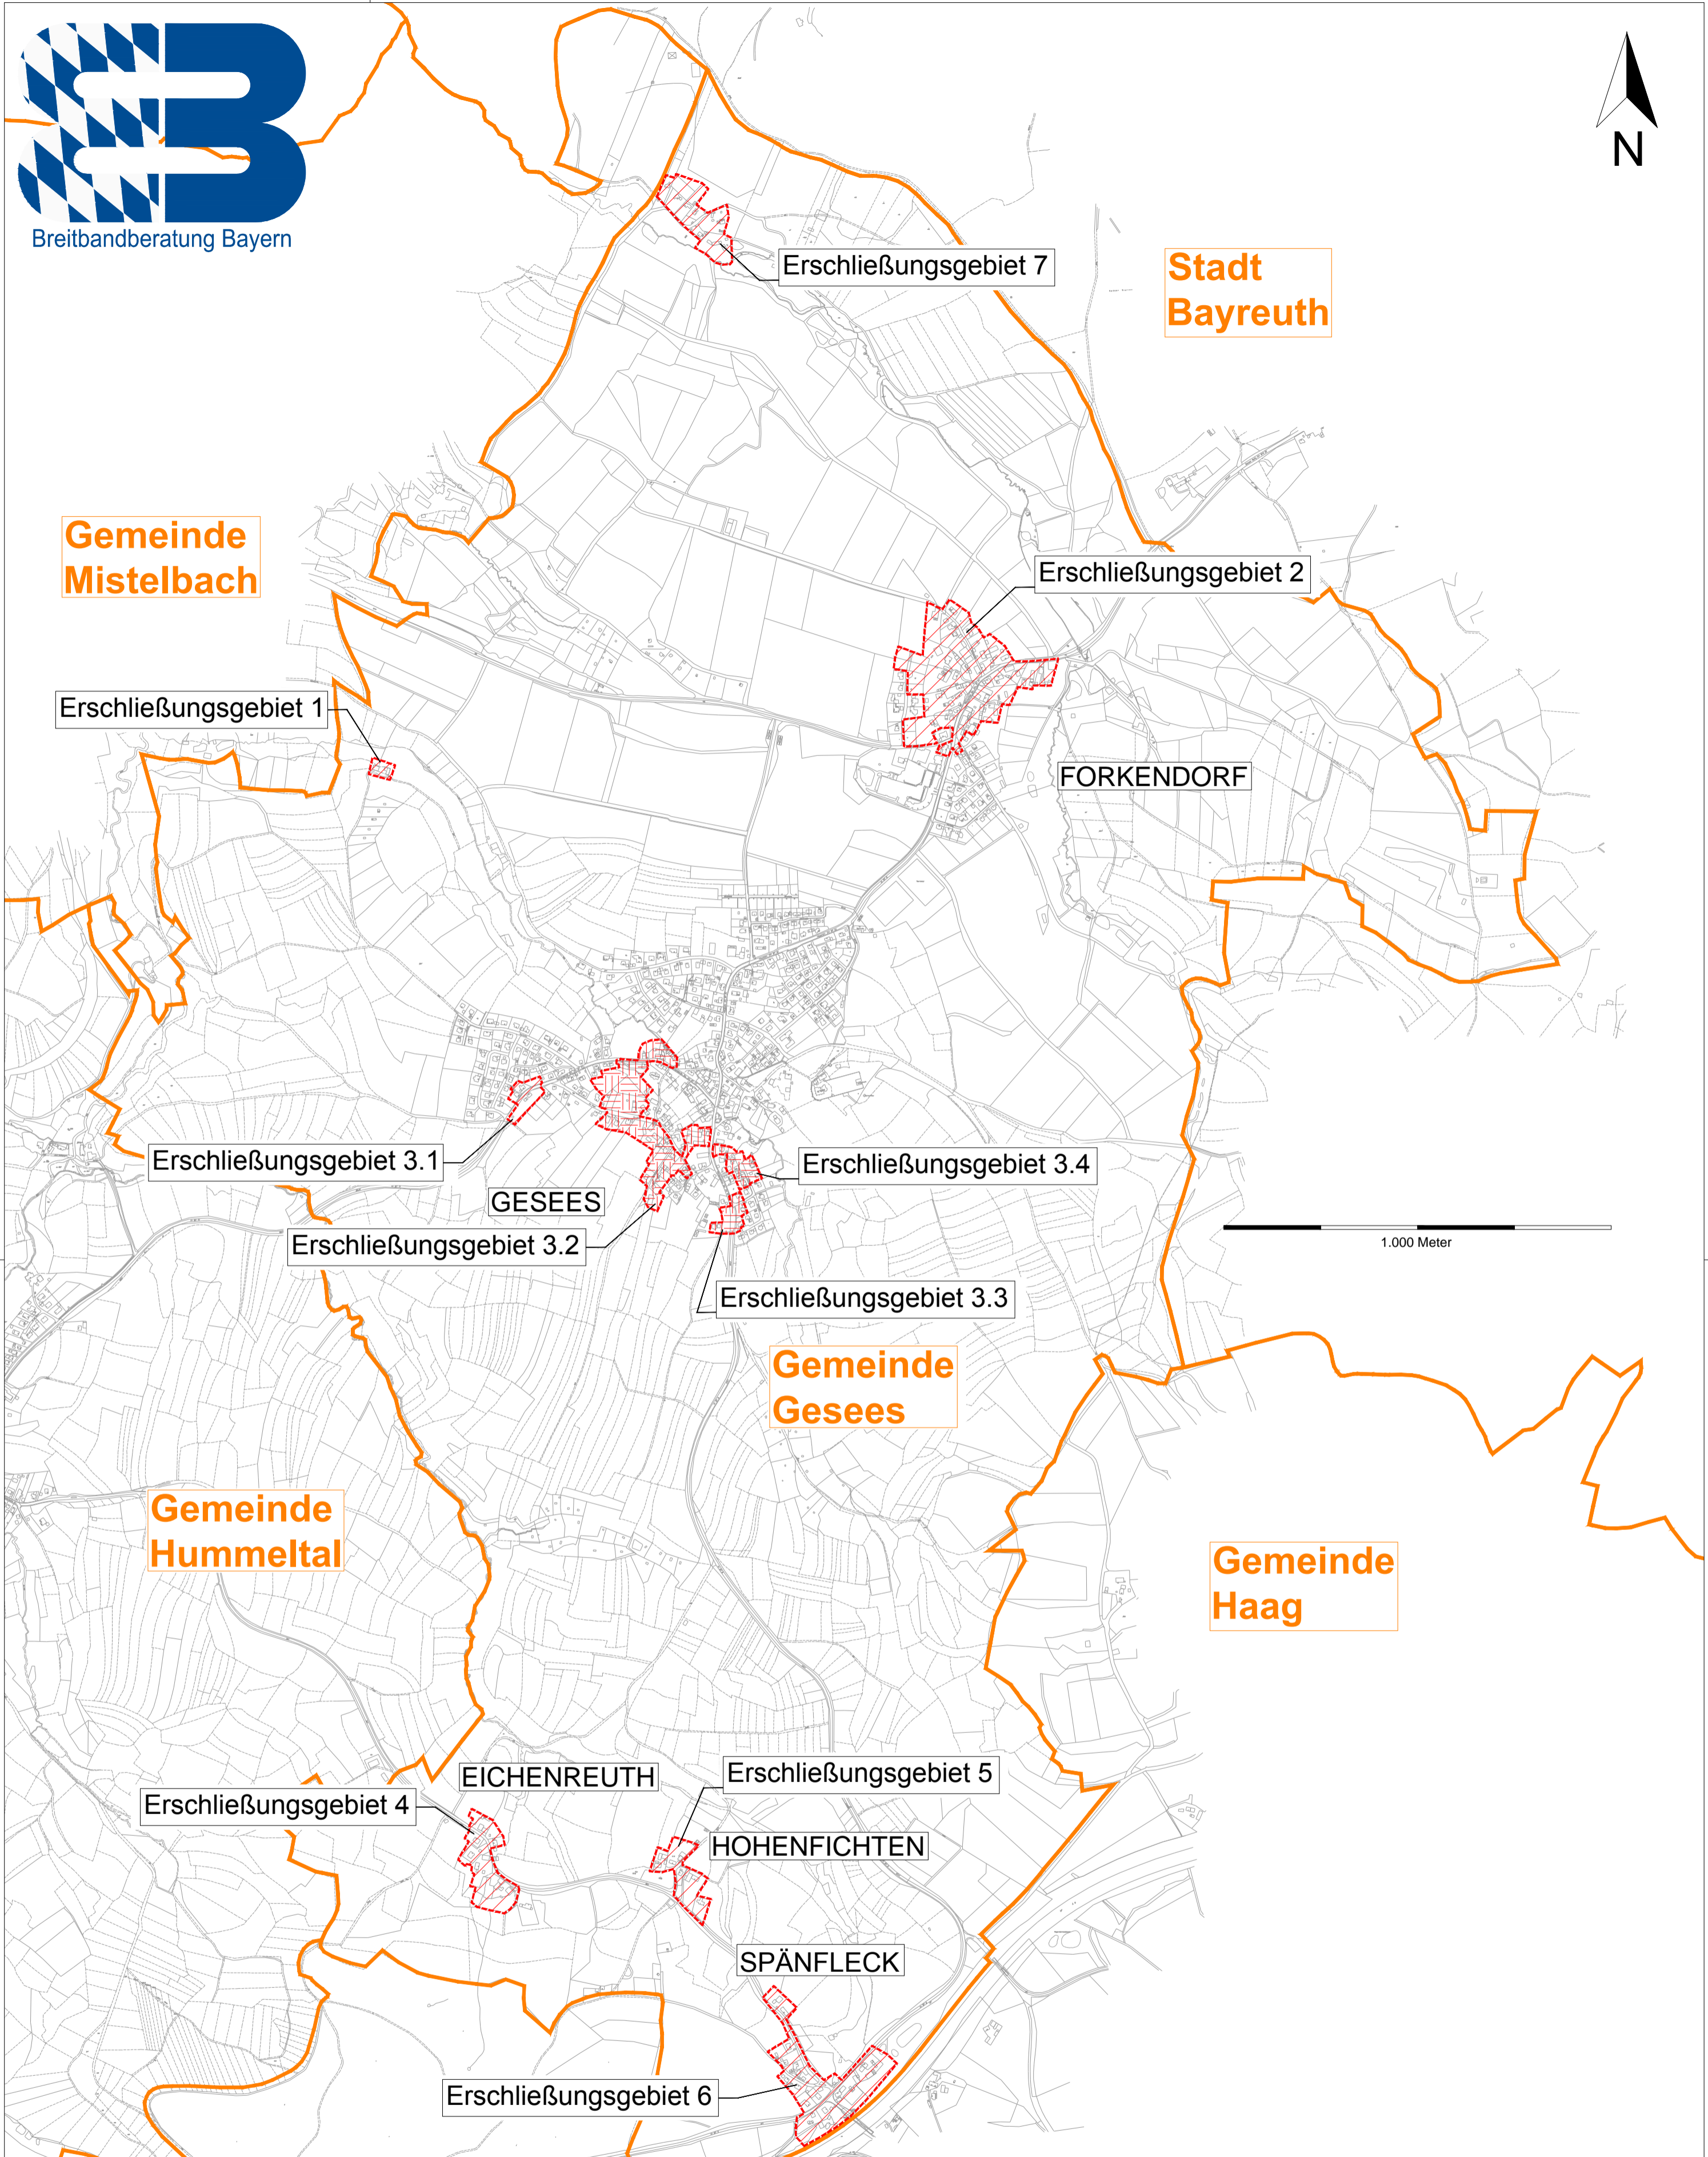 Breitbandberatung Bayern
N
Erschließungsgebiet 7
Stadt
Bayreuth
Gemeinde
Mistelbach
Erschließungsgebiet 2
Erschließungsgebiet 1
FORKENDORF
Erschließungsgebiet 3.1
Erschließungsgebiet 3.4
GESEES
Erschließungsgebiet 3.2
1.000 Meter
Erschließungsgebiet 3.3
Gemeinde
Gesees
Gemeinde
Hummeltal
Gemeinde
Haag
EICHENREUTH
Erschließungsgebiet 5
Erschließungsgebiet 4
HOHENFICHTEN
SPÄNFLECK
Erschließungsgebiet 6